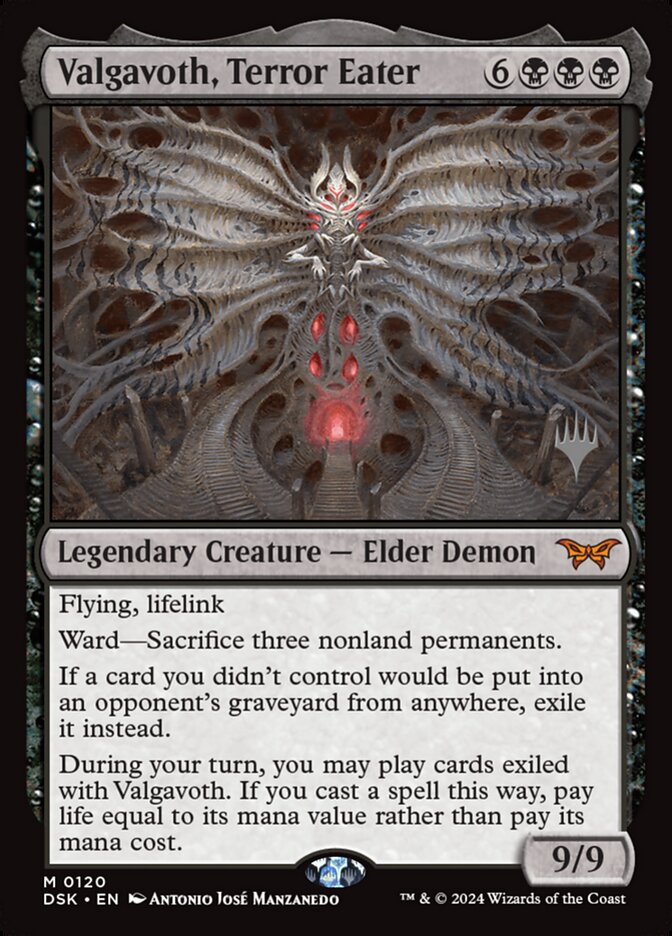 Valgavoth, Terror Eater 6
Legendary Creature — Elder Demon
Flying, lifelink
Ward—Sacrifice three nonland permanents.
If a card you didn't control would be put into
an opponent's graveyard from anywhere, exile
it instead.
During your turn, you may play cards exiled
with Valgavoth. If you cast a spell this way, pay
life equal to its mana value rather than pay its
mana cost.
9/9
M 0120
DSK • EN Antonio José Manzanedo
™ & © 2024 Wizards of the Coast